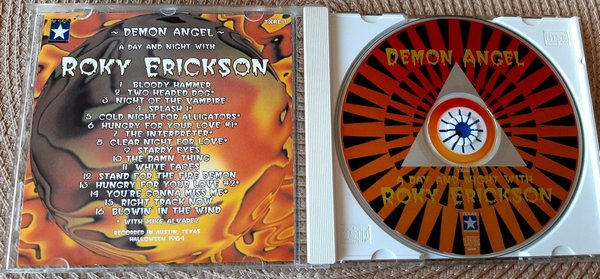 TXRE 1
~ DEMON ANGEL ~
A DAY AND NIGHT WITH
ROKY ERICKSON
1 BLOODY HAMMER
2 TWO HEADED DOG*
3 NIGHT OF THE VAMPIRE
4 SPLASH 1*
5 COLD NIGHT FOR ALLIGATORS*
6 HUNGRY FOR YOUR LOVE #1*
7 THE INTERPRETER*
8 CLEAR NIGHT FOR LOVE*
9 STARRY EYES
10 THE DAMN THING
11 WHITE FACES
12 STAND FOR THE FIRE DEMON
13 HUNGRY FOR YOUR LOVE #2*
14 YOU'RE GONNA MISS ME*
15 RIGHT TRACK NOW
16 BLOWIN' IN THE WIND
* WITH MIKE ALVAREZ
RECORDED IN AUSTIN, TEXAS
HALLOWEEN 1984
DEMON ANGEL
A DAY AND NIGHT WITH
ROKY ERICKSON